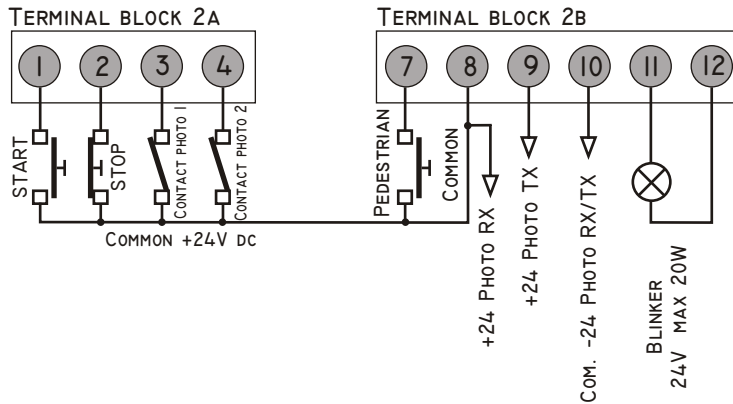 TERMINAL BLOCK 2A
TERMINAL BLOCK 2B
1 2 3 4
7 8 9 10 11 12
START
STOP
CONTACT PHOTO 1
CONTACT PHOTO 2
PEDESTRIAN
COMMON
COMMON +24V DC
+24 PHOTO RX
+24 PHOTO TX
COM. -24 PHOTO RX/TX
BLINKER
24V MAX 20W